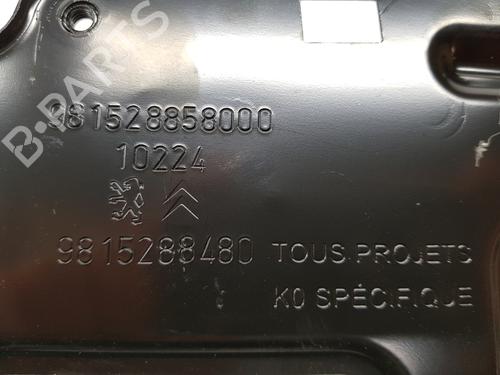 981528858000
10224
9815288480 TOUS PROJETS
K0 SPÉCIFIQUE
B-PARTS